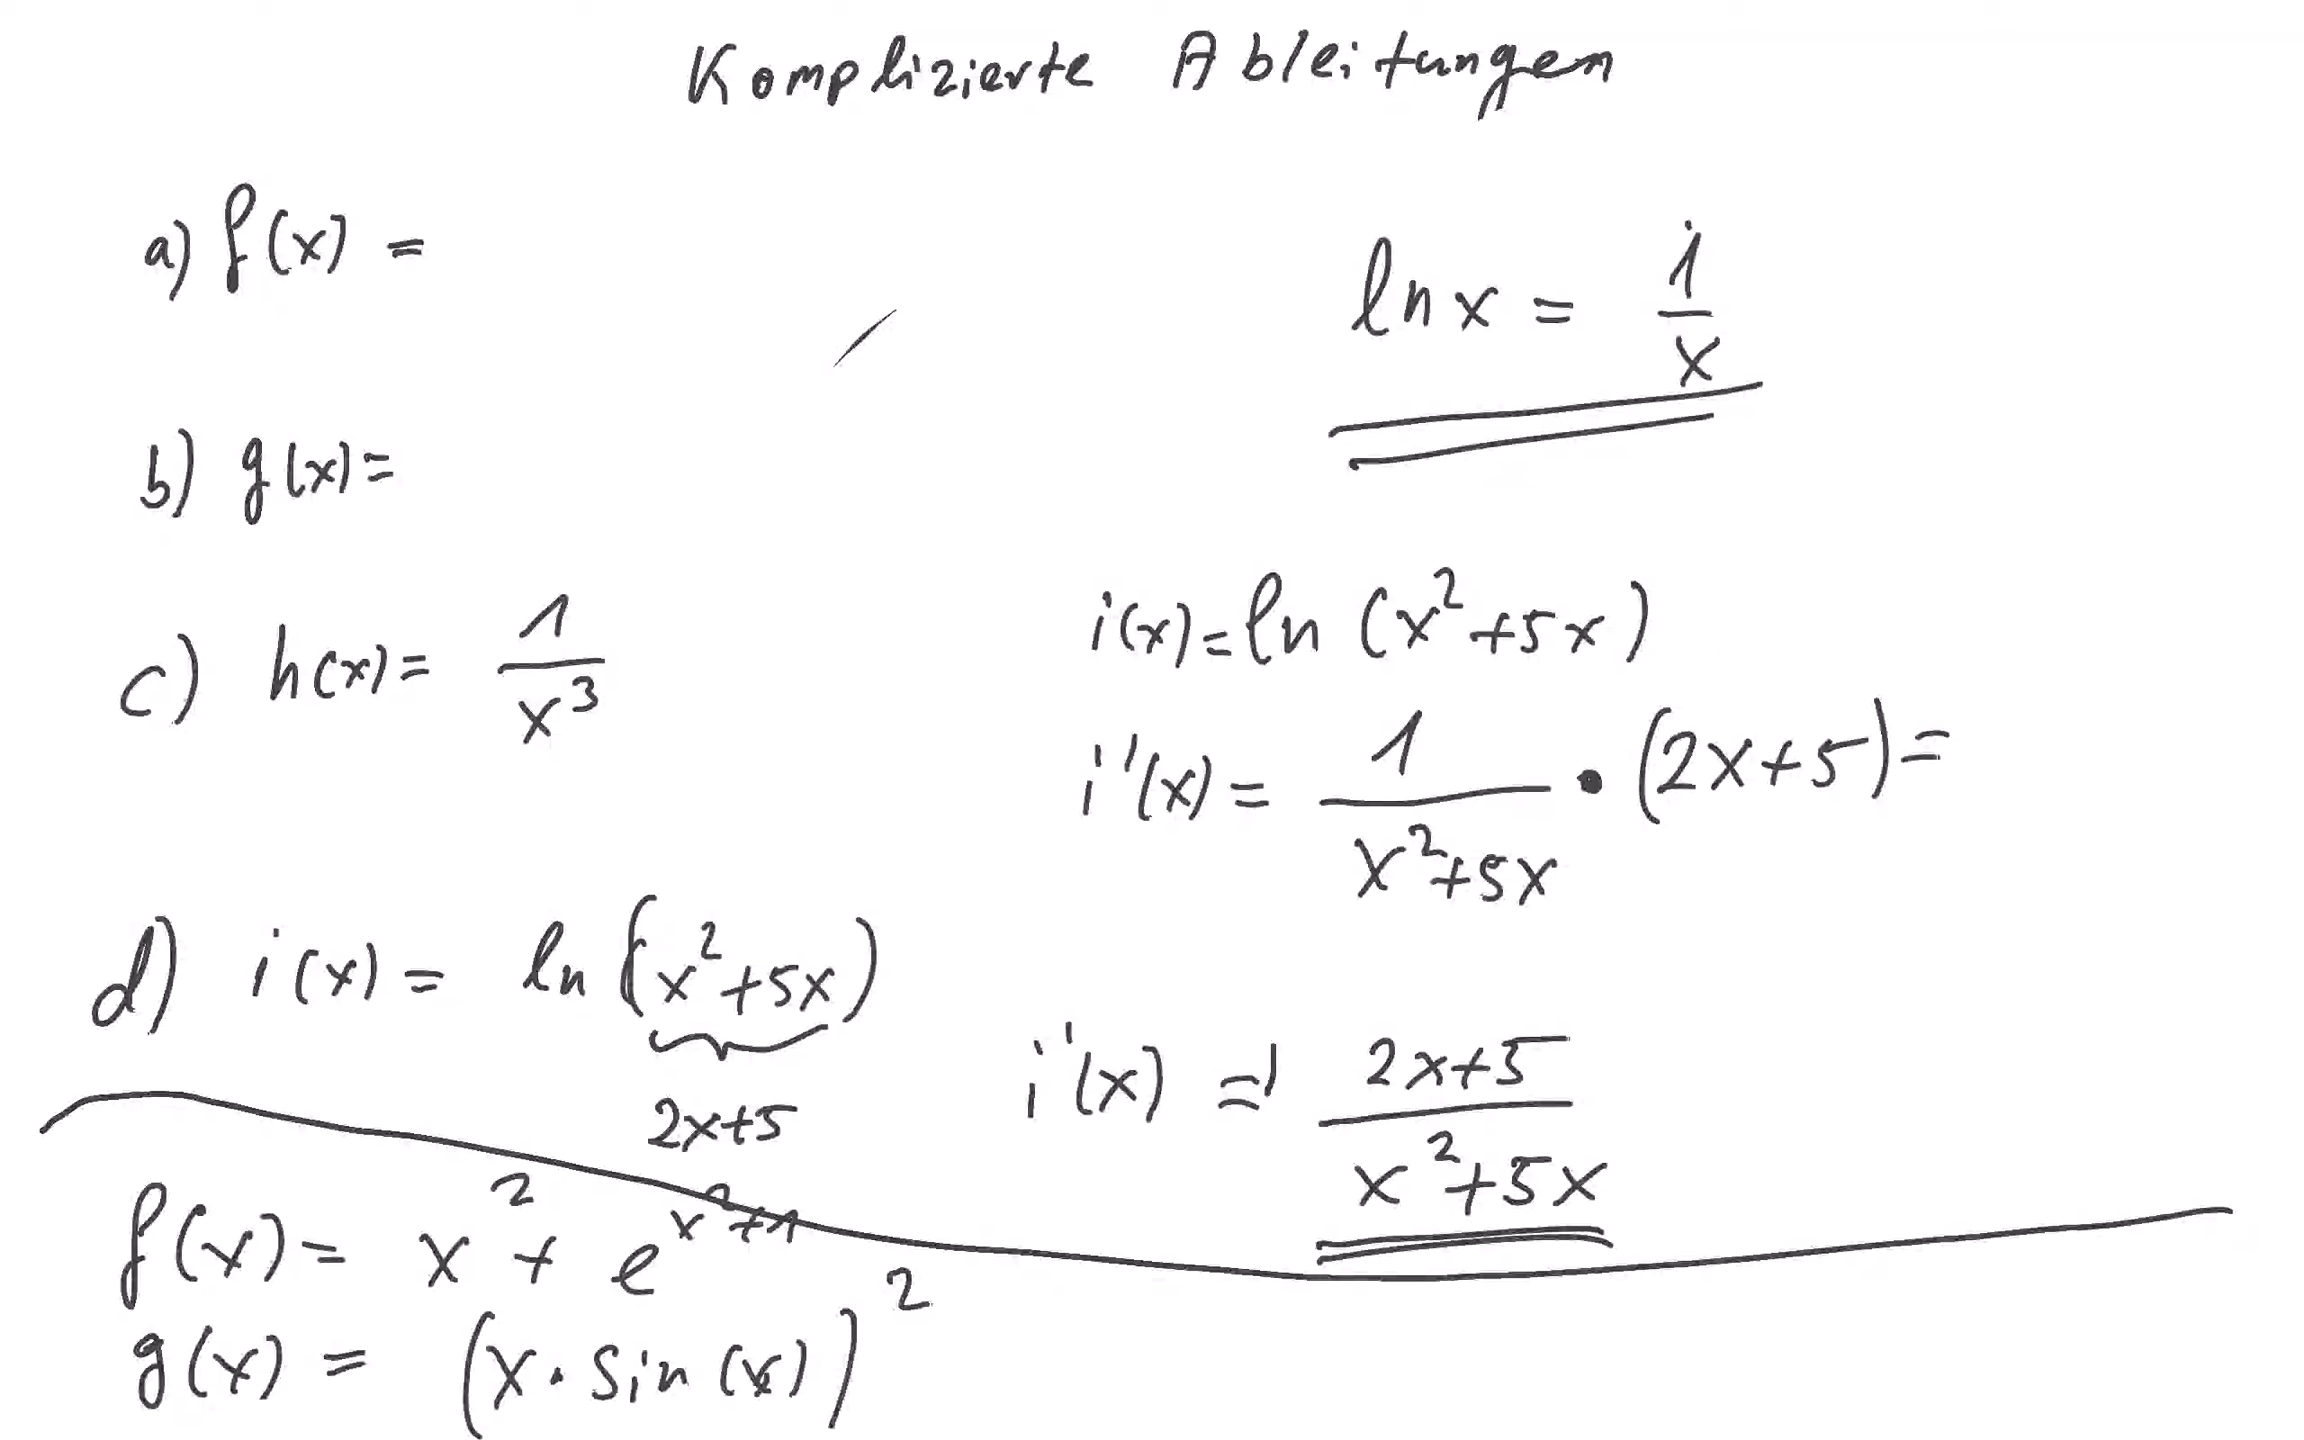 Komplizierte Ableitungen
a) f(x) =
ln x = 1/x
b) g(x) =
c) h(x) = 1/x³
i(x) = ln (x²+5x)
i'(x) = 1/(x²+5x) • (2x+5) =
d) i(x) = ln (x²+5x)
2x+5
i'(x) = (2x+5)/(x²+5x)
f(x) = x² + e^(x²+1)
g(x) = (x · sin(x))²